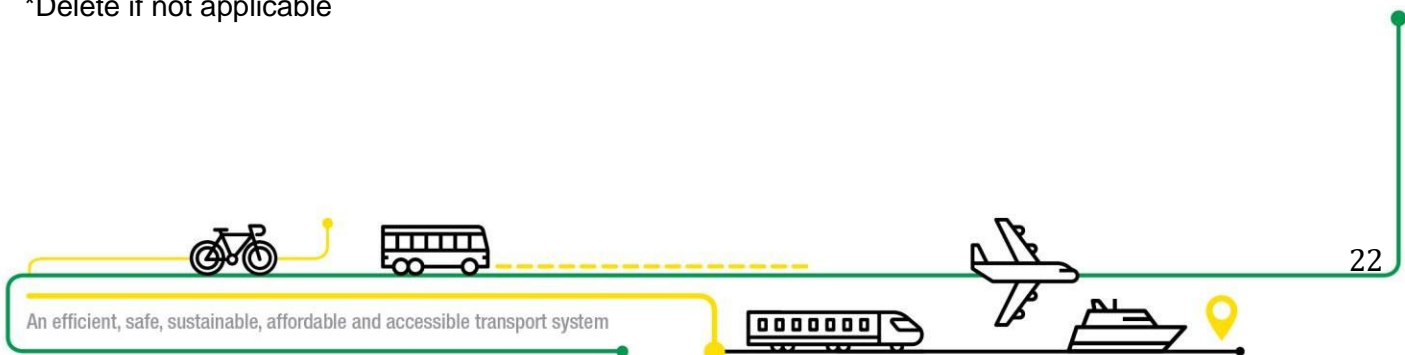 *Delete if not applicable
22
An efficient, safe, sustainable, affordable and accessible transport system